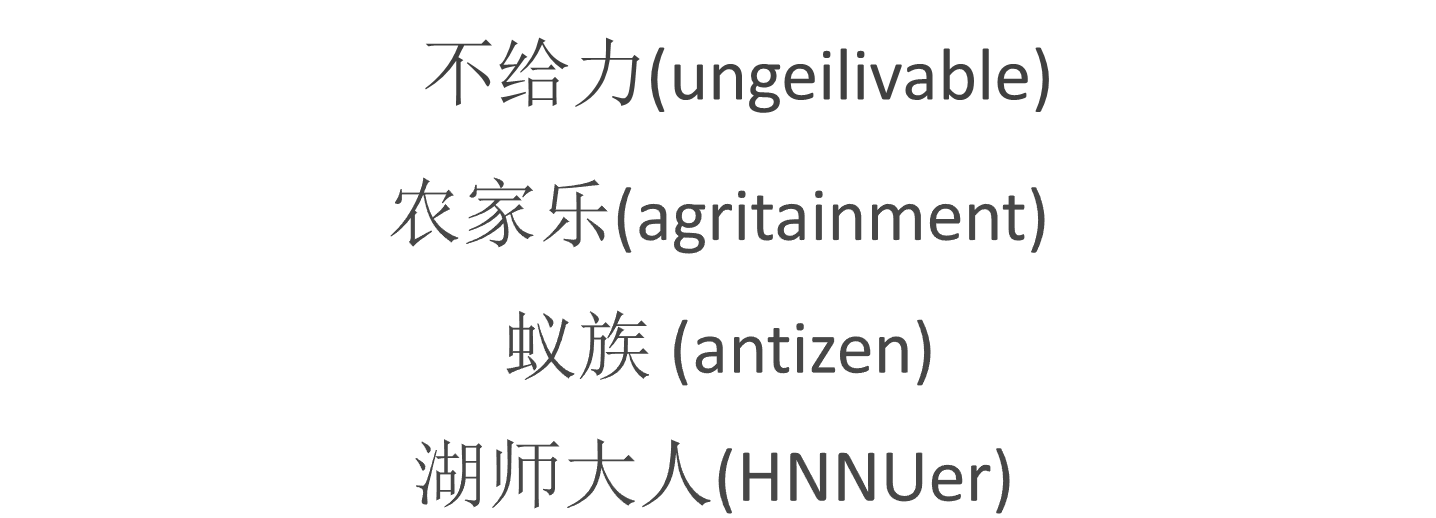 不给力(ungeilivable)
农家乐(agritainment)
蚁族 (antizen)
湖师大人(HNNUer)